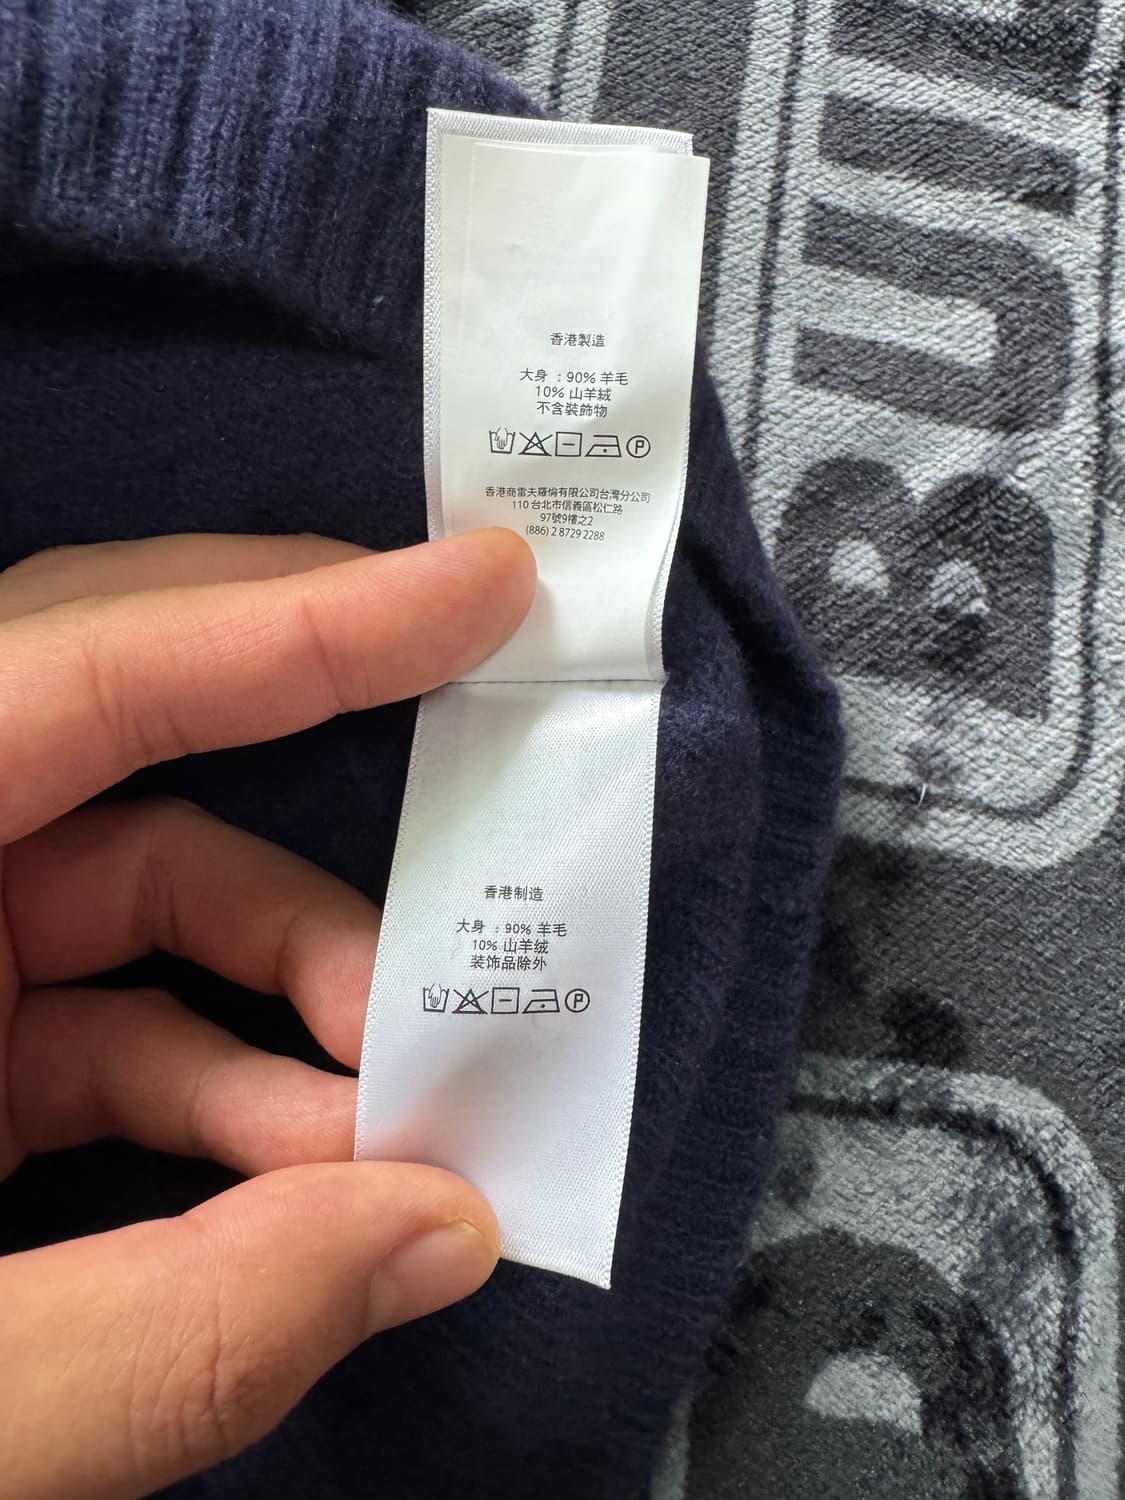 香港製造
大身 : 90% 羊毛
10% 山羊絨
不含裝飾物
P
香港商雷夫羅倫有限公司台灣分公司
110 台北市信義區松仁路
97號9樓之2
(886) 2 8729 2288
香港制造
大身 : 90% 羊毛
10% 山羊绒
装饰品除外
P